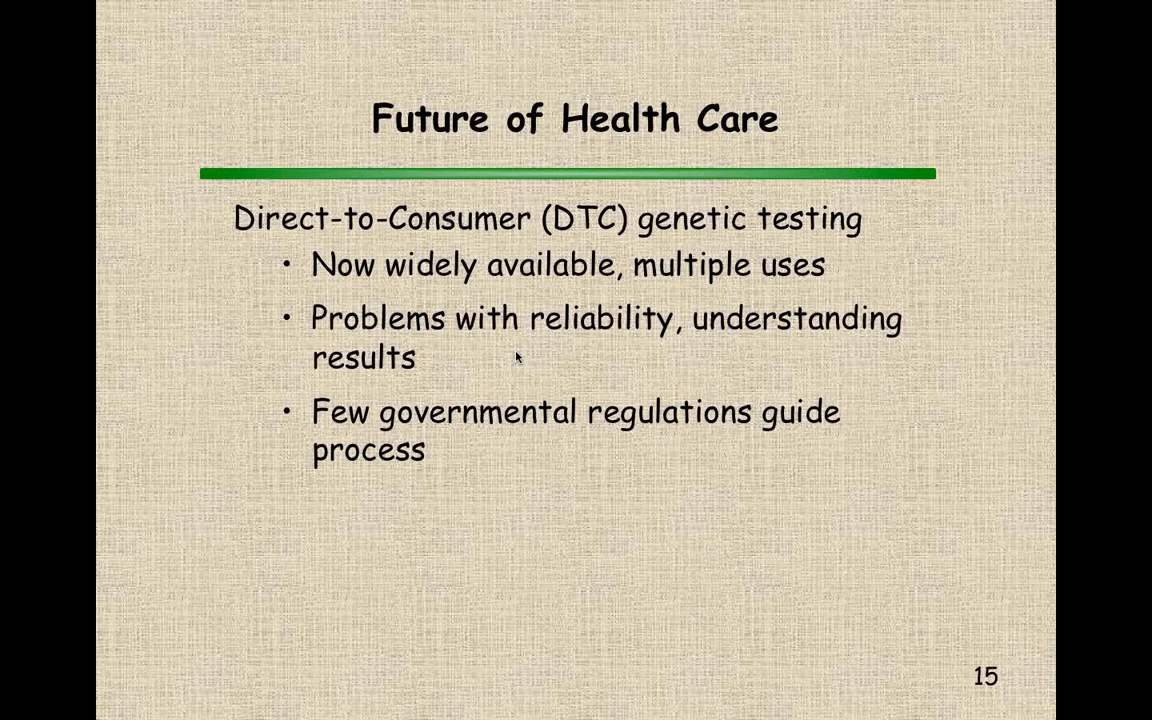 Future of Health Care
Direct-to-Consumer (DTC) genetic testing
• Now widely available, multiple uses
• Problems with reliability, understanding
results
• Few governmental regulations guide
process
15